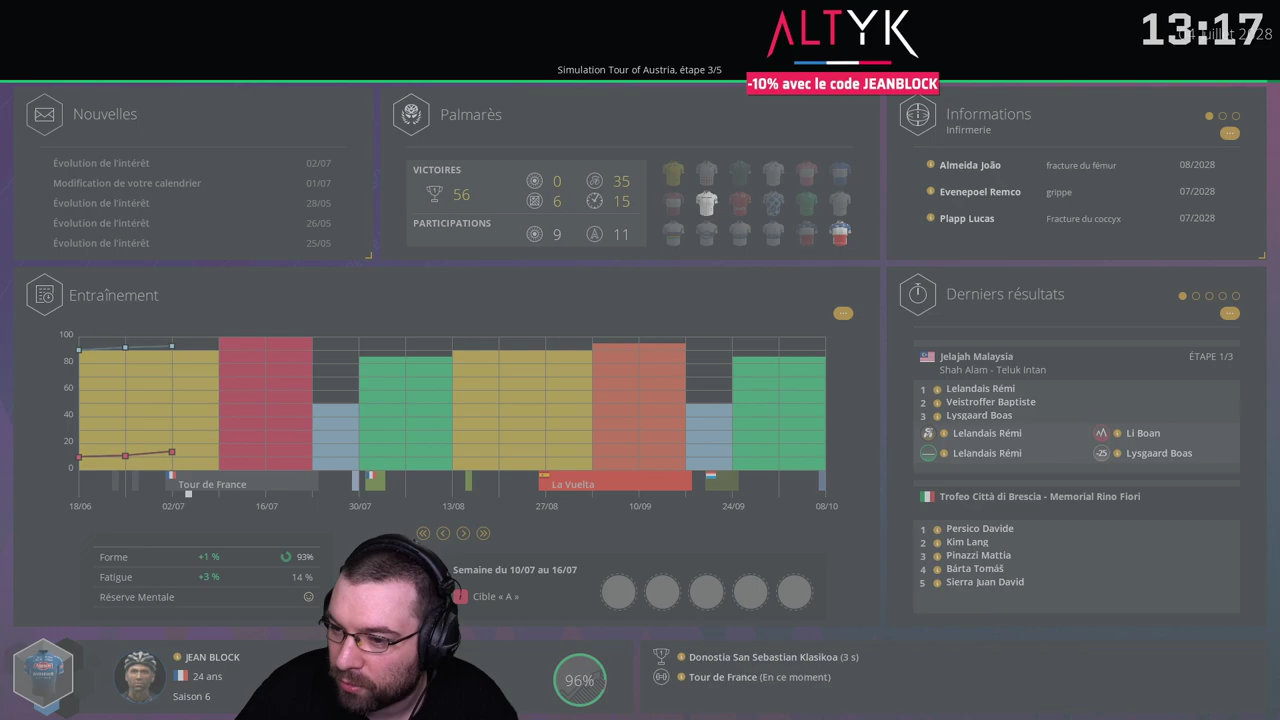 ALTYK
13:17
04 Juillet 2028
Simulation Tour of Austria, étape 3/5
-10% avec le code JEANBLOCK
Nouvelles
Évolution de l'intérêt 02/07
Modification de votre calendrier 01/07
Évolution de l'intérêt 28/05
Évolution de l'intérêt 26/05
Évolution de l'intérêt 25/05
Palmarès
VICTOIRES
56
0 35
6 15
PARTICIPATIONS
9 11
Informations
Infirmerie
Almeida João fracture du fémur 08/2028
Evenepoel Remco grippe 07/2028
Plapp Lucas Fracture du coccyx 07/2028
Entraînement
100
80
60
40
20
0
Tour de France
La Vuelta
18/06 02/07 16/07 30/07 13/08 27/08 10/09 24/09 08/10
Forme +1 % 93%
Fatigue +3 % 14 %
Réserve Mentale
Semaine du 10/07 au 16/07
Cible « A »
Derniers résultats
Jelajah Malaysia ÉTAPE 1/3
Shah Alam - Teluk Intan
1 Lelandais Rémi
2 Veistroffer Baptiste
3 Lysgaard Boas
Lelandais Rémi Li Boan
Lelandais Rémi -25 Lysgaard Boas
Trofeo Città di Brescia - Memorial Rino Fiori
1 Persico Davide
2 Kim Lang
3 Pinazzi Mattia
4 Bárta Tomáš
5 Sierra Juan David
JEAN BLOCK
24 ans
Saison 6
96%
Donostia San Sebastian Klasikoa (3 s)
Tour de France (En ce moment)